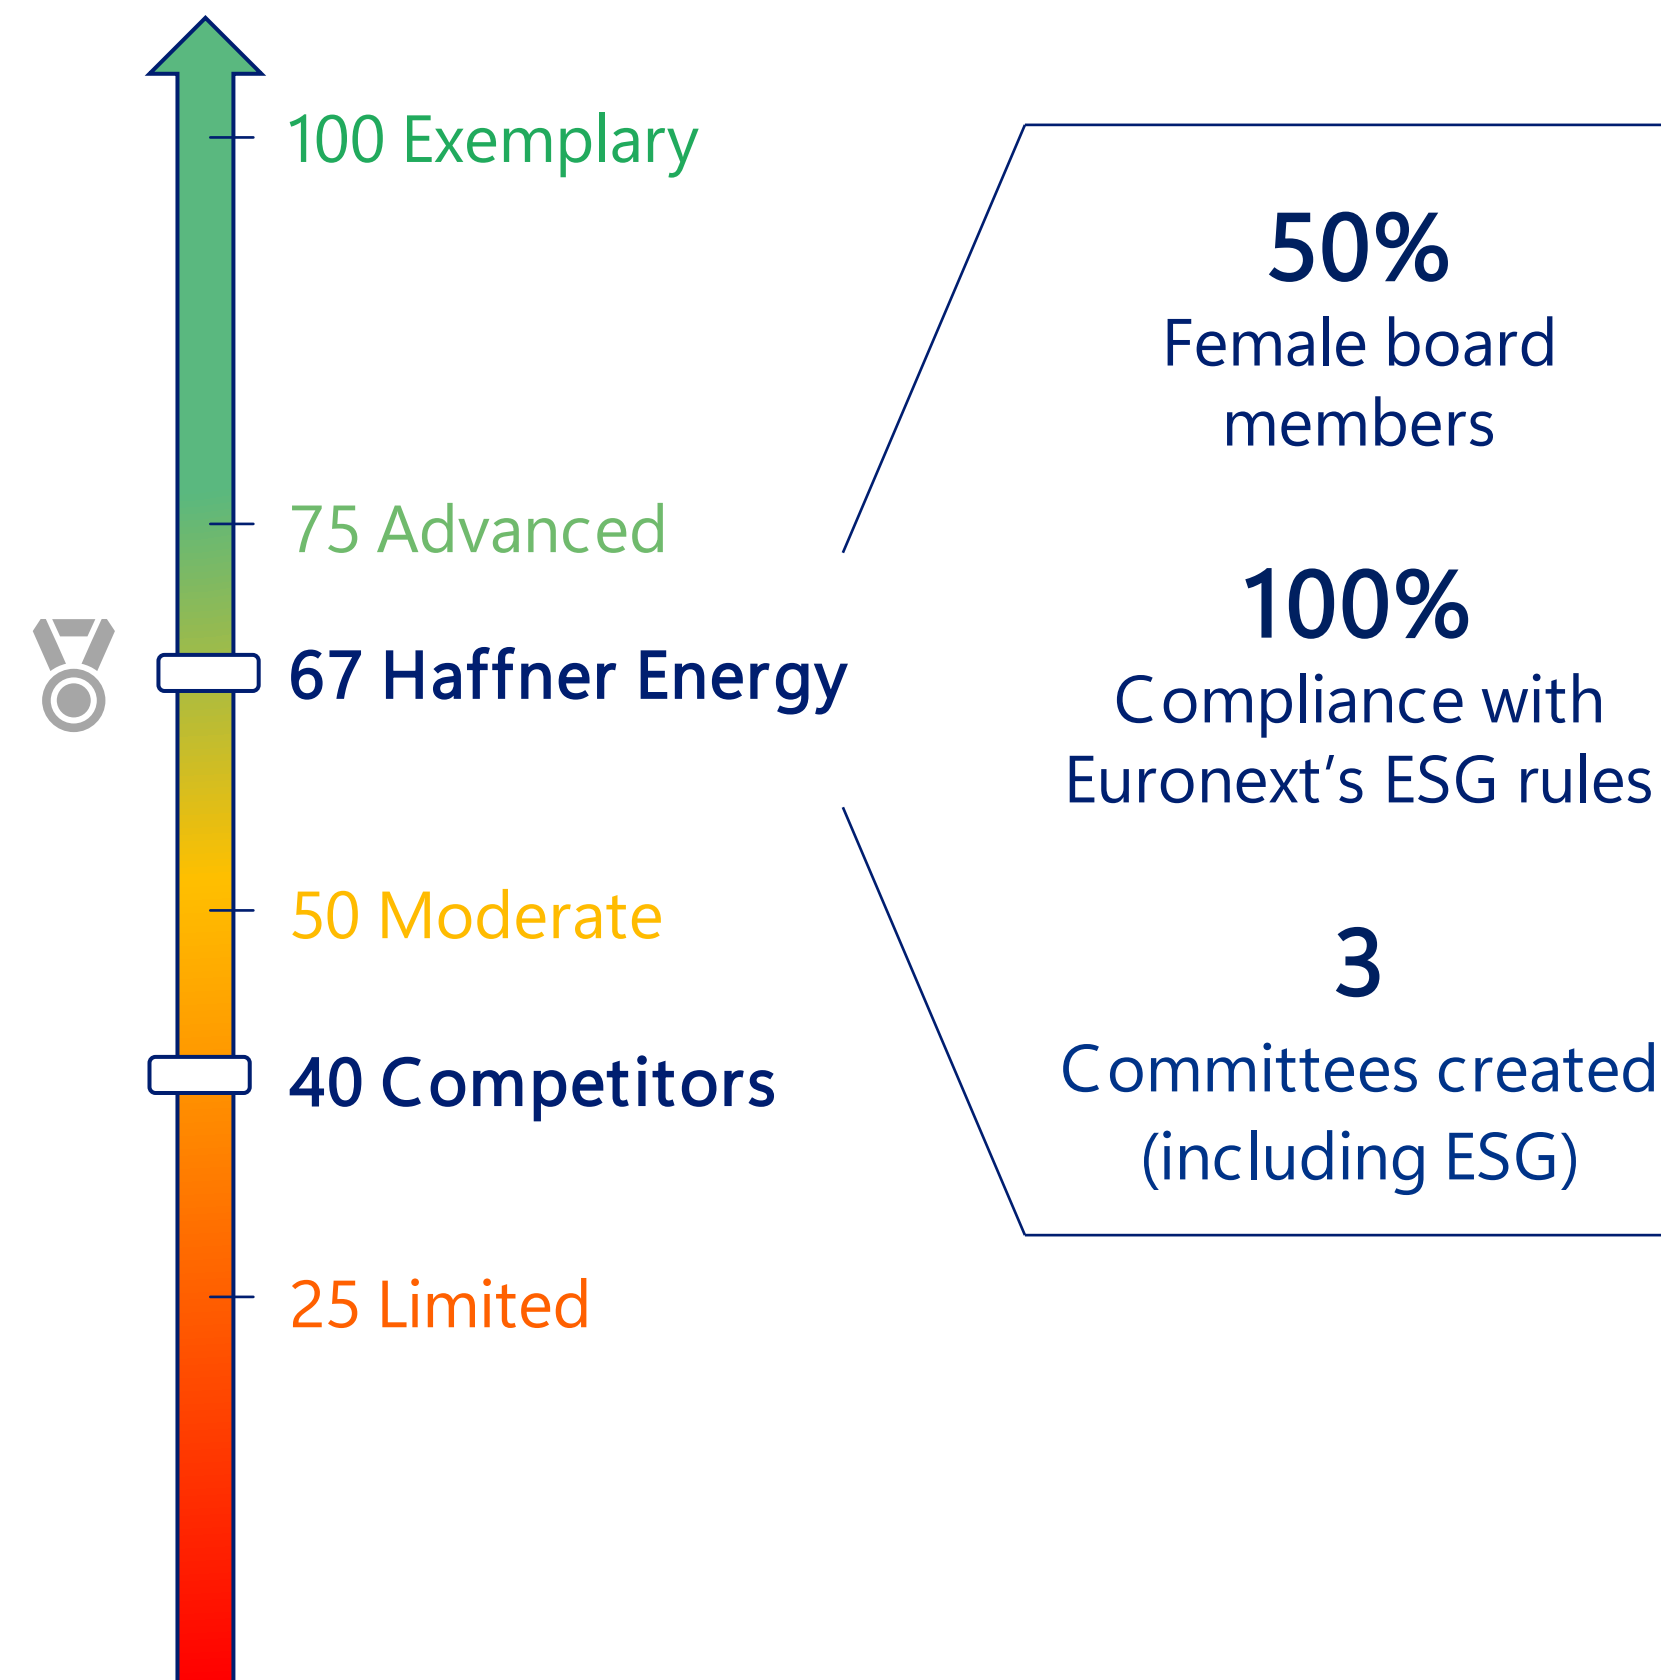 100 Exemplary
75 Advanced
67 Haffner Energy
50 Moderate
40 Competitors
25 Limited
50%
Female board
members
100%
Compliance with
Euronext’s ESG rules
3
Committees created
(including ESG)